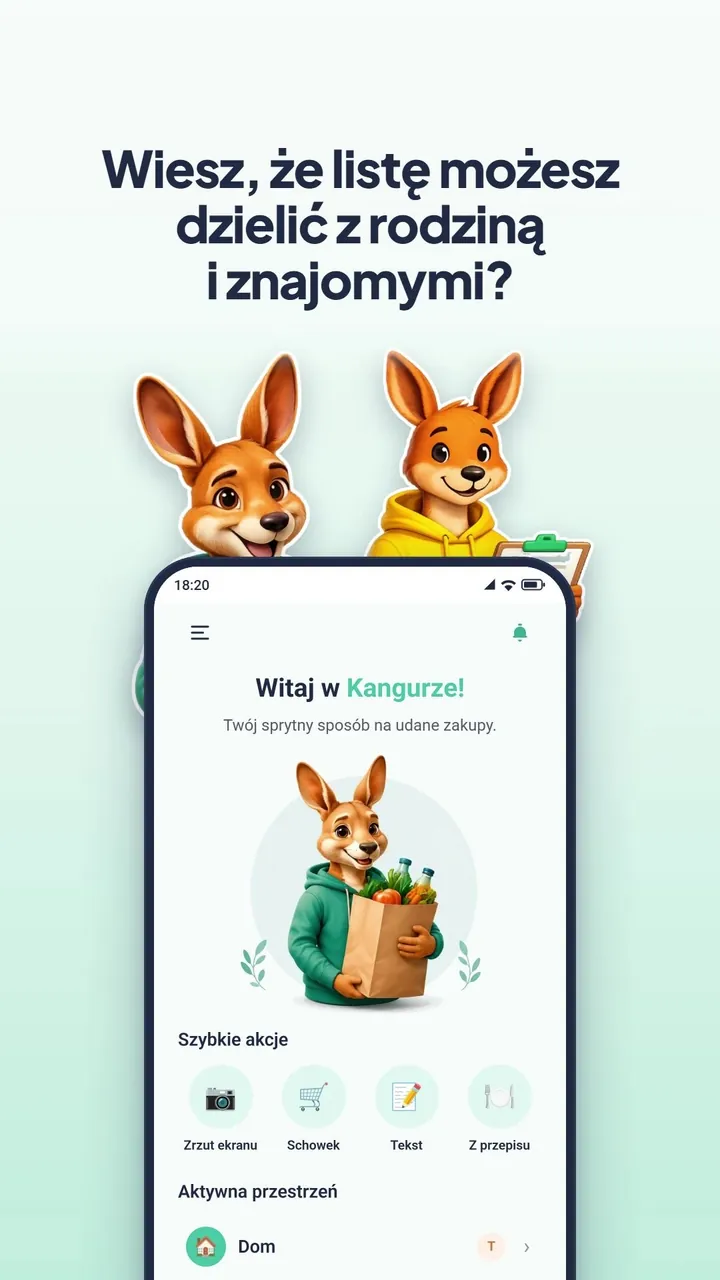 Wiesz, że listę możesz
dzielić z rodziną
i znajomymi?
18:20
Witaj w Kangurze!
Twój sprytny sposób na udane zakupy.
Szybkie akcje
Zrzut ekranu Schowek Tekst Z przepisu
Aktywna przestrzeń
Dom T